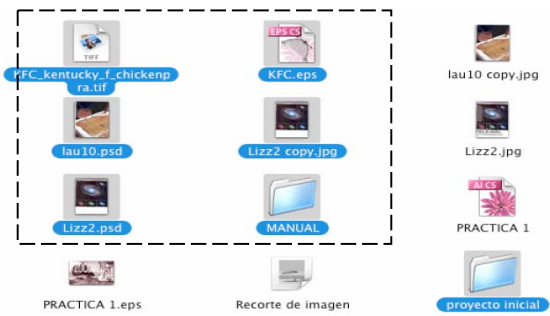 TIFF
EPS CS
KFC_kentucky_f_chickenp
ra.tif
KFC.eps
lau10 copy.jpg
lau10.psd
Lizz2 copy.jpg
Lizz2.jpg
AI CS
Lizz2.psd
MANUAL
PRACTICA 1
PRACTICA 1.eps
Recorte de imagen
proyecto inicial